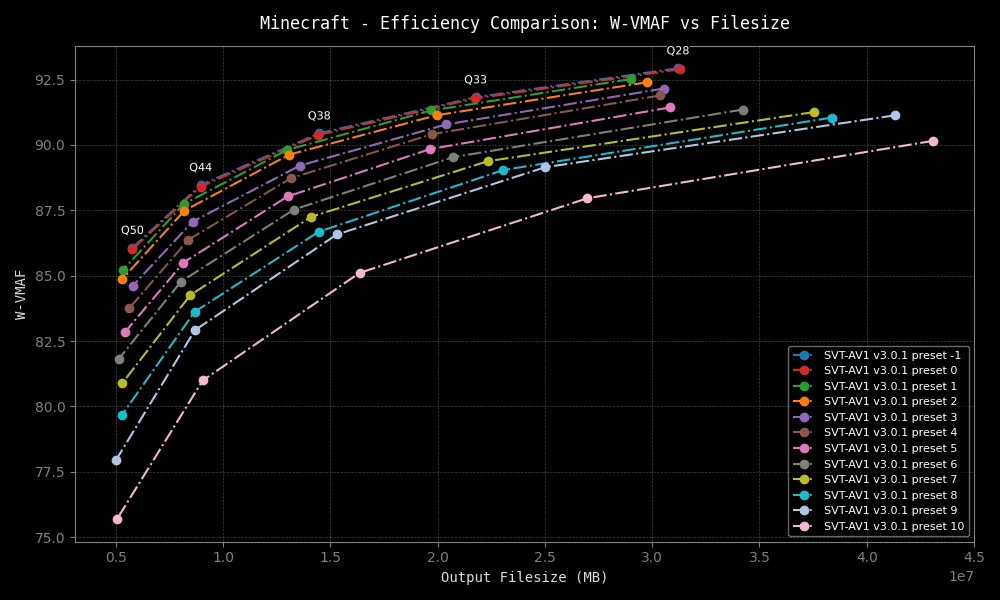 Minecraft - Efficiency Comparison: W-VMAF vs Filesize
Q28
Q33
Q38
Q44
Q50
92.5
90.0
87.5
85.0
82.5
80.0
77.5
75.0
W-VMAF
SVT-AV1 v3.0.1 preset -1
SVT-AV1 v3.0.1 preset 0
SVT-AV1 v3.0.1 preset 1
SVT-AV1 v3.0.1 preset 2
SVT-AV1 v3.0.1 preset 3
SVT-AV1 v3.0.1 preset 4
SVT-AV1 v3.0.1 preset 5
SVT-AV1 v3.0.1 preset 6
SVT-AV1 v3.0.1 preset 7
SVT-AV1 v3.0.1 preset 8
SVT-AV1 v3.0.1 preset 9
SVT-AV1 v3.0.1 preset 10
0.5 1.0 1.5 2.0 2.5 3.0 3.5 4.0 4.5
1e7
Output Filesize (MB)